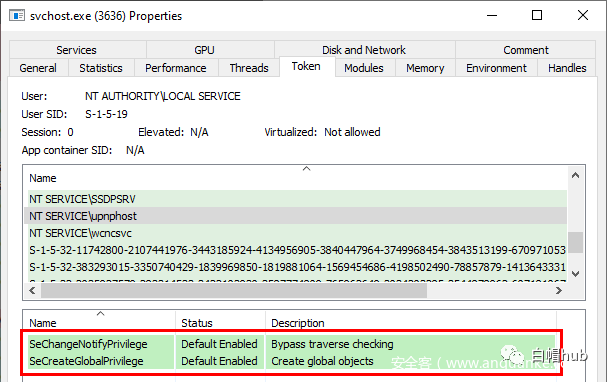 svchost.exe (3636) Properties
Services GPU Disk and Network Comment
General Statistics Performance Threads Token Modules Memory Environment Handles
User: NT AUTHORITY\LOCAL SERVICE
User SID: S-1-5-19
Session: 0 Elevated: N/A Virtualized: Not allowed
App container SID: N/A
Name
NT SERVICE\SSDPSRV
NT SERVICE\upnphost
NT SERVICE\wcncsvc
S-1-5-32-11742800-2107441976-3443185924-4134956905-3840447964-3749968454-3843513199-670971053
S-1-5-32-383293015-3350740429-1839969850-1819881064-1569454686-4198502490-78857879-1413643331
Name Status Description
SeChangeNotifyPrivilege Default Enabled Bypass traverse checking
SeCreateGlobalPrivilege Default Enabled Create global objects
安全客
白帽hub